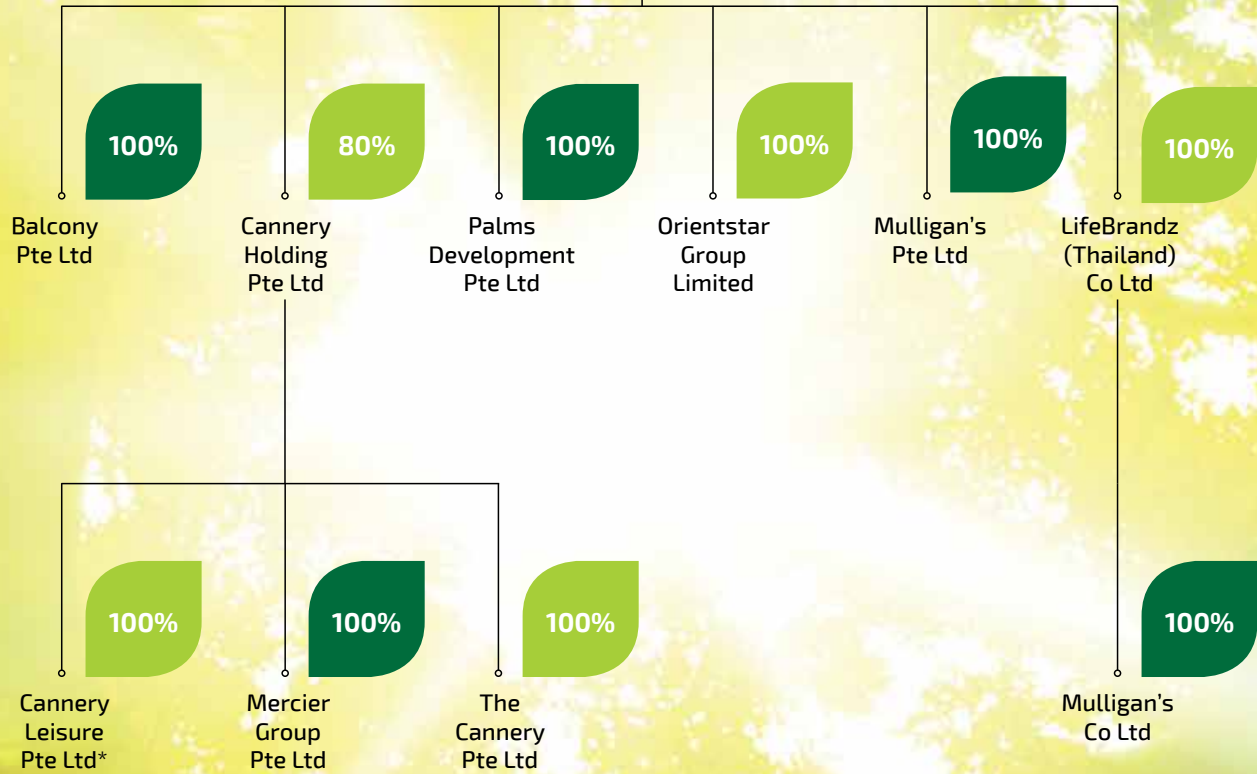 100%
80%
100%
100%
100%
100%
Balcony
Pte Ltd
Cannery
Holding
Pte Ltd
Palms
Development
Pte Ltd
Orientstar
Group
Limited
Mulligan's
Pte Ltd
LifeBrandz
(Thailand)
Co Ltd
100%
100%
100%
100%
Cannery
Leisure
Pte Ltd*
Mercier
Group
Pte Ltd
The
Cannery
Pte Ltd
Mulligan's
Co Ltd